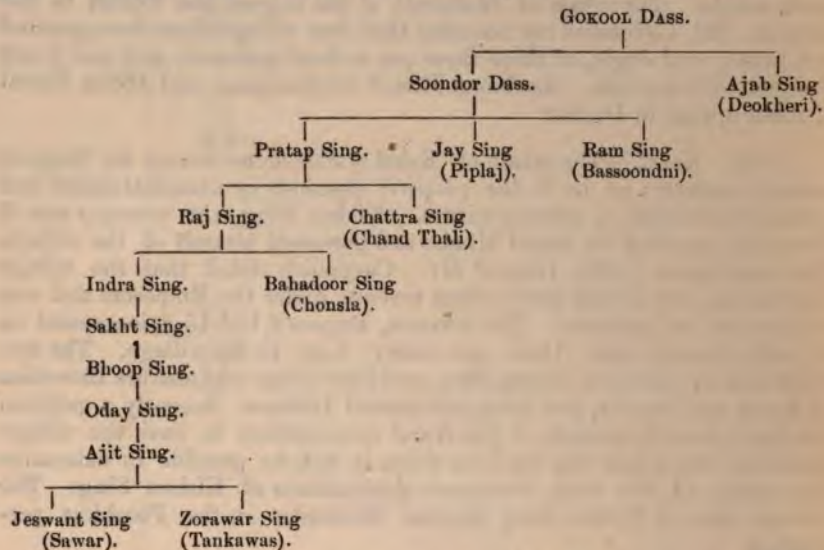 GOKOOL DASS.
Soondor Dass. Ajab Sing
(Deokheri).
Pratap Sing. Jay Sing Ram Sing
(Piplaj). (Bassoondni).
Raj Sing. Chattra Sing
(Chand Thali).
Indra Sing. Bahadoor Sing
(Chonsla).
Sakht Sing.
Bhoop Sing.
Oday Sing.
Ajit Sing.
Jeswant Sing Zorawar Sing
(Sawar). (Tankawas).